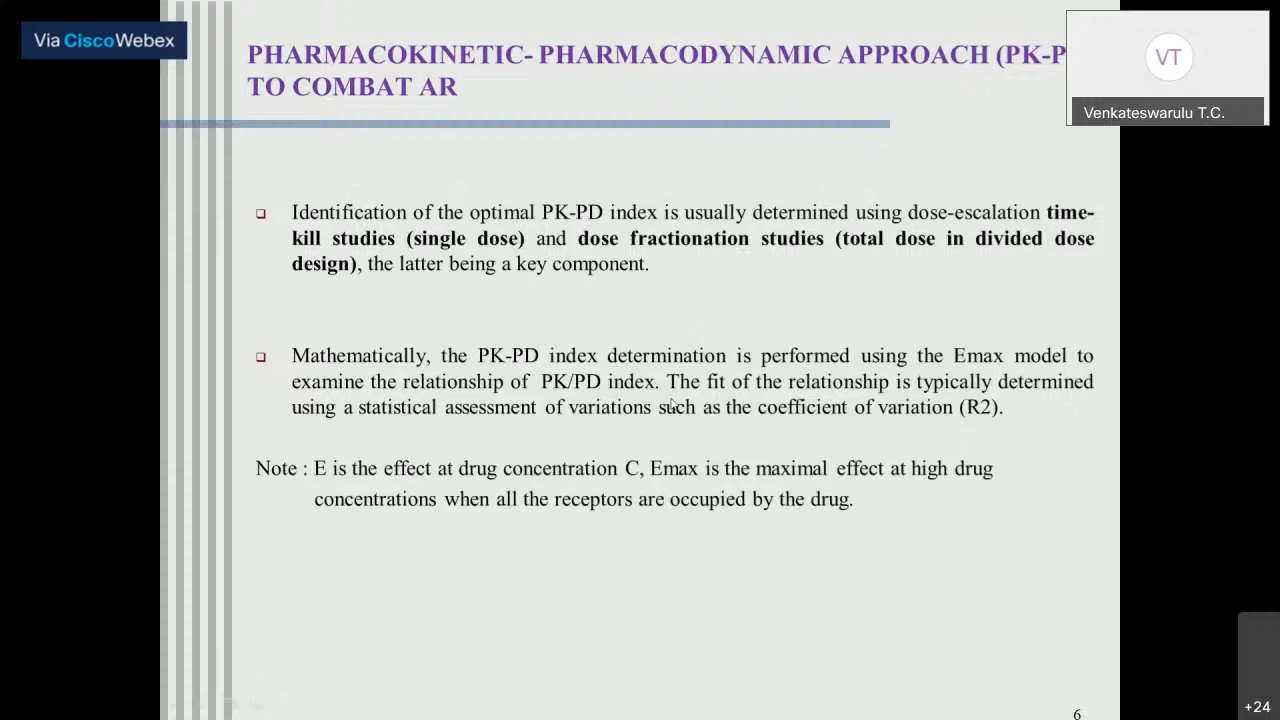 Via CiscoWebex
PHARMACOKINETIC- PHARMACODYNAMIC APPROACH (PK-P
TO COMBAT AR
VT
Venkateswarulu T.C.
❑ Identification of the optimal PK-PD index is usually determined using dose-escalation time-
kill studies (single dose) and dose fractionation studies (total dose in divided dose
design), the latter being a key component.
❑ Mathematically, the PK-PD index determination is performed using the Emax model to
examine the relationship of PK/PD index. The fit of the relationship is typically determined
using a statistical assessment of variations such as the coefficient of variation (R2).
Note : E is the effect at drug concentration C, Emax is the maximal effect at high drug
concentrations when all the receptors are occupied by the drug.
6
+24